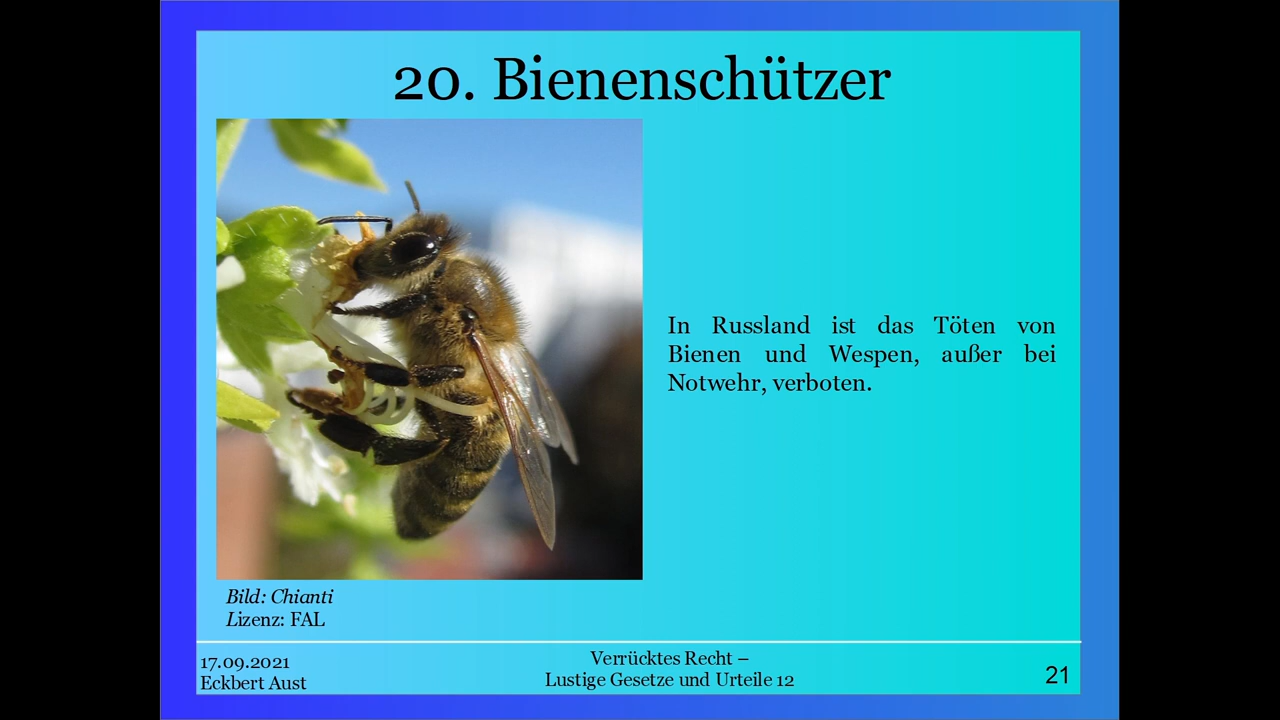 20. Bienenschützer
In Russland ist das Töten von
Bienen und Wespen, außer bei
Notwehr, verboten.
Bild: Chianti
Lizenz: FAL
17.09.2021
Eckbert Aust
Verrücktes Recht –
Lustige Gesetze und Urteile 12
21